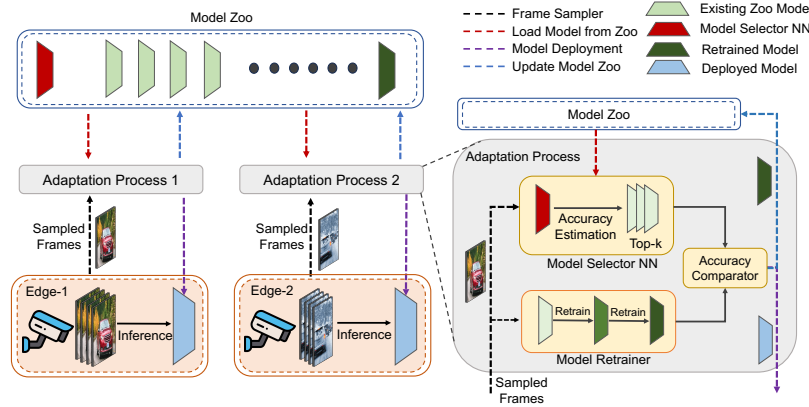 Model Zoo
Frame Sampler
Load Model from Zoo
Model Deployment
Update Model Zoo
Existing Zoo Mode
Model Selector NN
Retrained Model
Deployed Model
Adaptation Process 1
Adaptation Process 2
Sampled
Frames
Sampled
Frames
Edge-1
Inference
Edge-2
Inference
Model Zoo
Adaptation Process
Accuracy
Estimation
Top-k
Model Selector NN
Accuracy
Comparator
Retrain
Retrain
Model Retrainer
Sampled
Frames